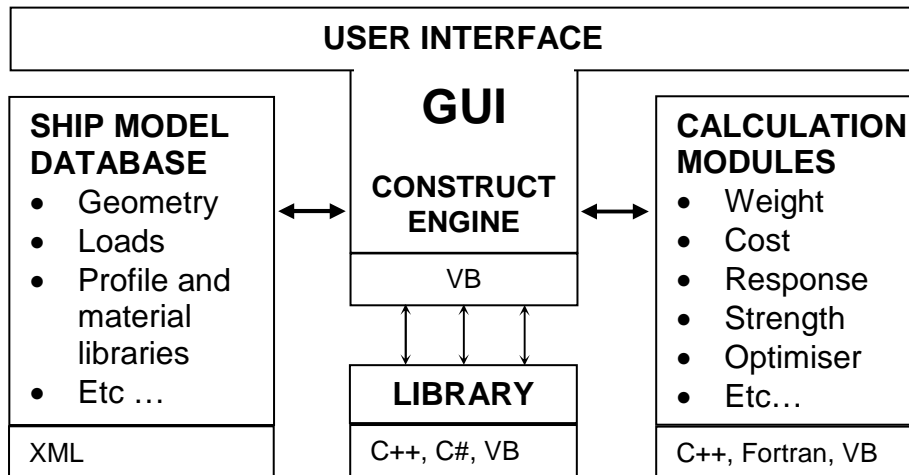 USER INTERFACE
GUI
CONSTRUCT
ENGINE
VB
SHIP MODEL
DATABASE
• Geometry
• Loads
• Profile and
material
libraries
• Etc …
XML
LIBRARY
C++, C#, VB
CALCULATION
MODULES
• Weight
• Cost
• Response
• Strength
• Optimiser
• Etc…
C++, Fortran, VB